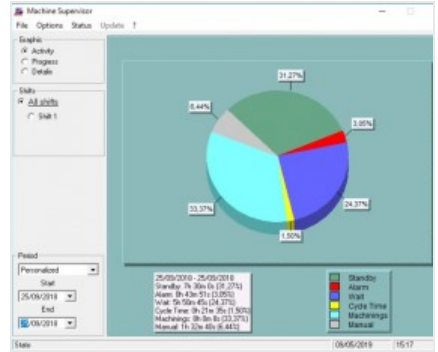 Machine Supervisor
File Options Status Update ?
Graphic
Activity
Progress
Details
Shifts
All shifts
Shift 1
Period
Personalized
Start
25/09/2018
End
/09/2018
31,27%
3,05%
24,37%
1,50%
33,37%
6,44%
25/09/2018 - 25/09/2018
Standby: 7h 30m 0s (31,27%)
Alarm: 0h 43m 51s (3,05%)
Wait: 5h 50m 45s (24,37%)
Cycle Time: 0h 21m 35s (1,50%)
Machinings: 8h 0m 8s (33,37%)
Manual: 1h 32m 40s (6,44%)
Standby
Alarm
Wait
Cycle Time
Machinings
Manual
State
09/05/2019
15:17